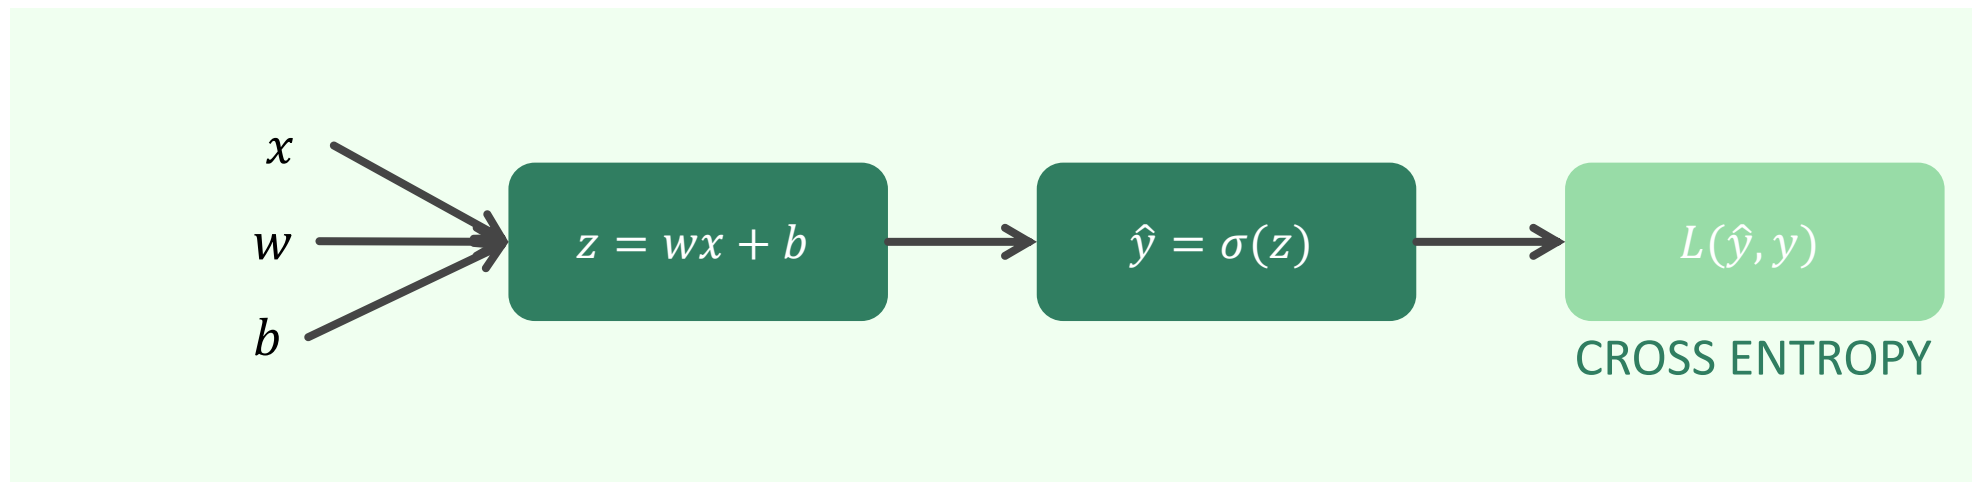 x
w
b
z = wx + b
ŷ = σ(z)
L(ŷ, y)
CROSS ENTROPY